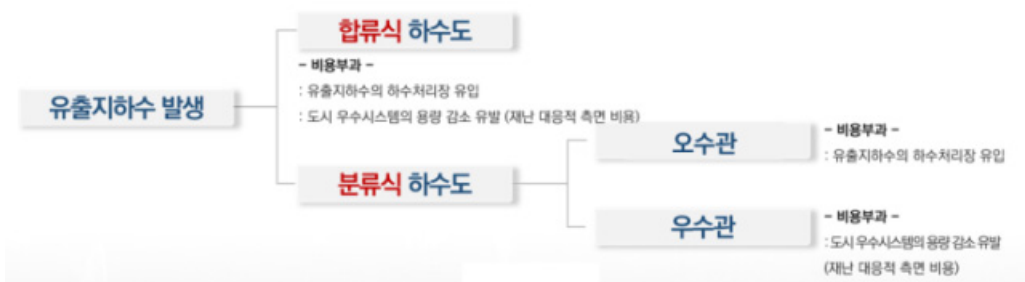 합류식 하수도
- 비용부과 -
: 유출지하수의 하수처리장 유입
: 도시 우수시스템의 용량 감소 유발 (재난 대응적 측면 비용)
유출지하수 발생
분류식 하수도
오수관
- 비용부과 -
: 유출지하수의 하수처리장 유입
우수관
- 비용부과 -
: 도시 우수시스템의 용량 감소 유발
(재난 대응적 측면 비용)